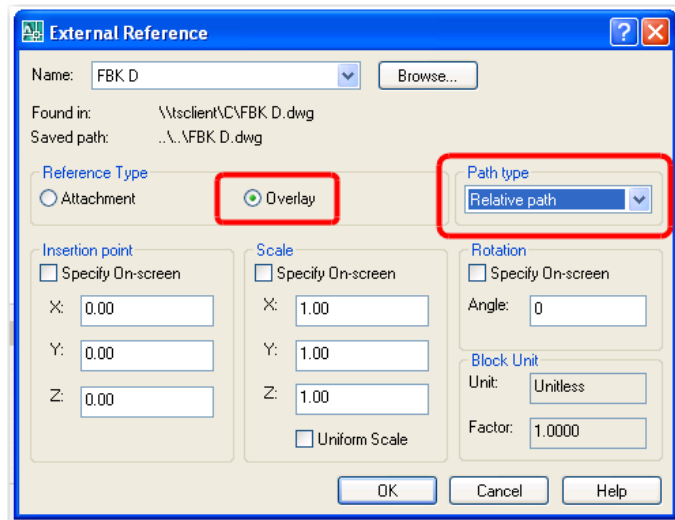 External Reference
Name: FBK D Browse...
Found in: \\tsclient\C\FBK D.dwg
Saved path: ..\..\FBK D.dwg
Reference Type
Attachment Overlay
Path type
Relative path
Insertion point
Specify On-screen
X: 0.00
Y: 0.00
Z: 0.00
Scale
Specify On-screen
X: 1.00
Y: 1.00
Z: 1.00
Uniform Scale
Rotation
Specify On-screen
Angle: 0
Block Unit
Unit: Unitless
Factor: 1.0000
OK Cancel Help